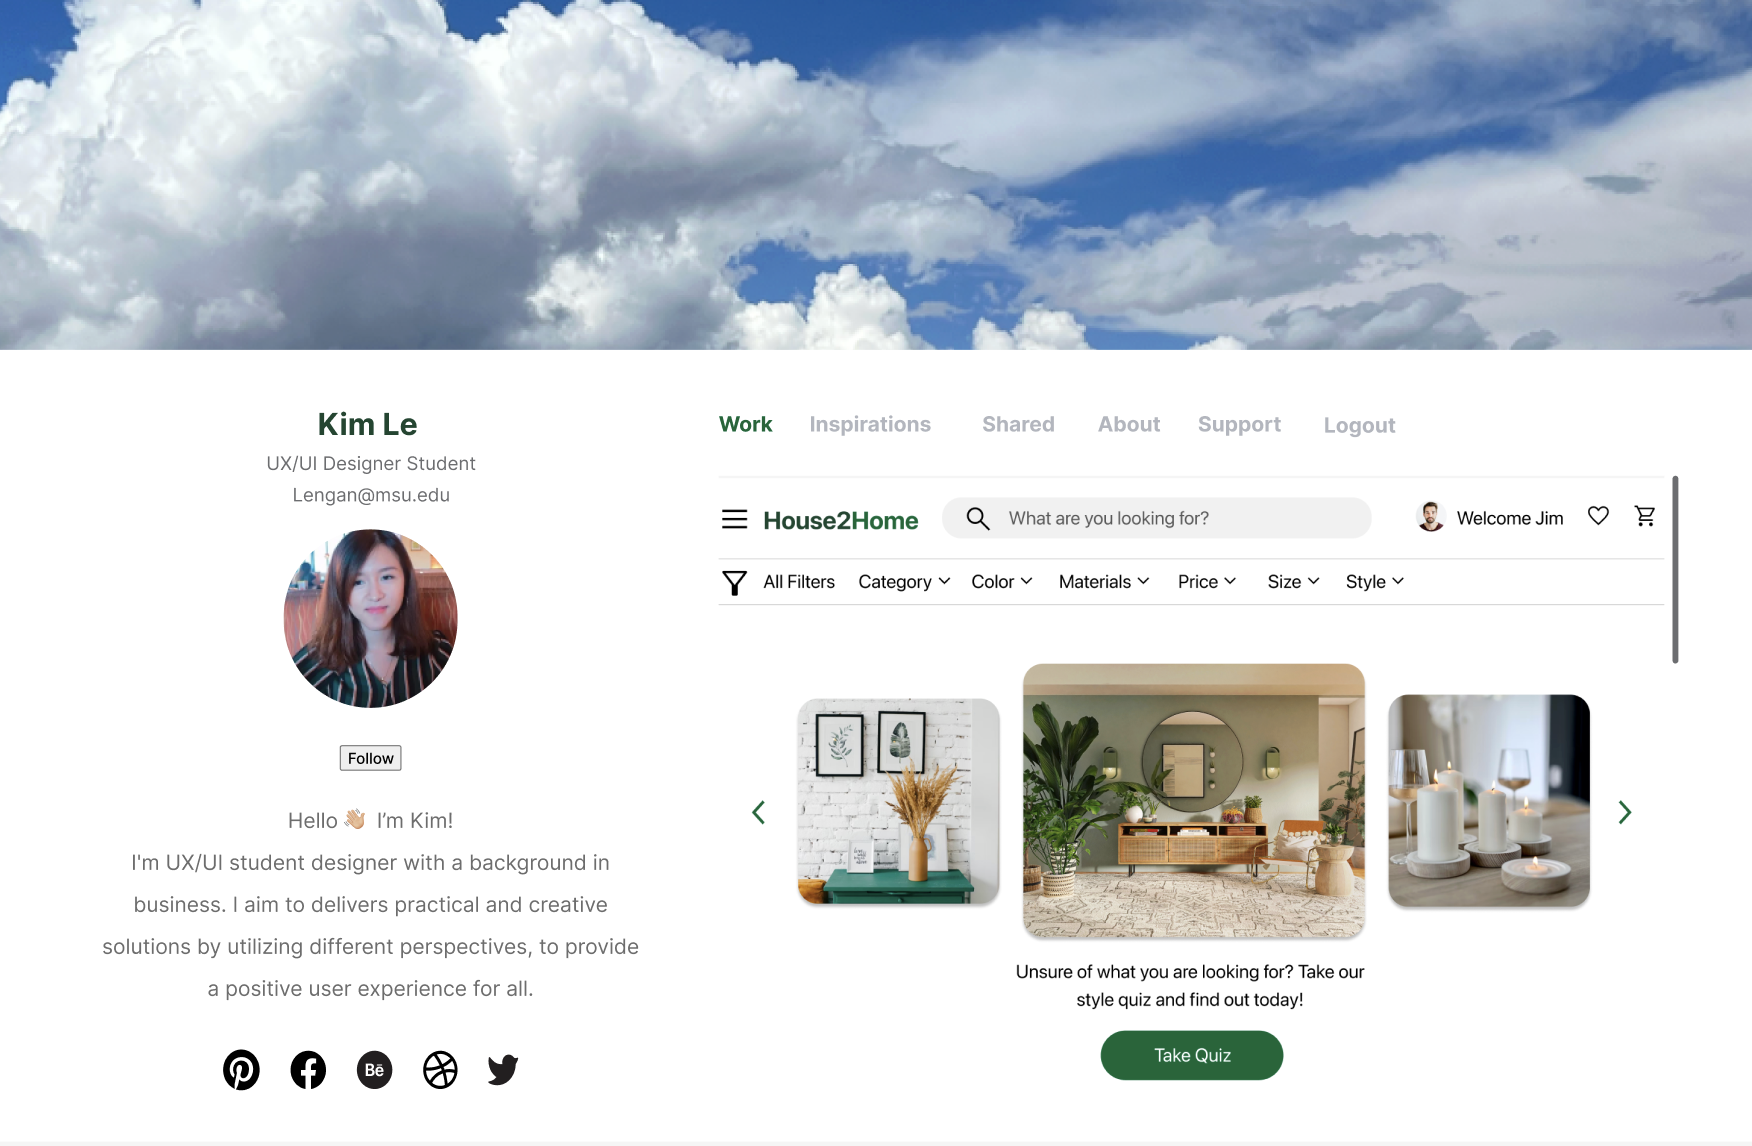 Kim Le
UX/UI Designer Student
Lengan@msu.edu
Follow
Hello 👋🏼 I'm Kim!
I'm UX/UI student designer with a background in
business. I aim to delivers practical and creative
solutions by utilizing different perspectives, to provide
a positive user experience for all.
Bē
Work Inspirations Shared About Support Logout
House2Home What are you looking for? Welcome Jim
All Filters Category Color Materials Price Size Style
Unsure of what you are looking for? Take our
style quiz and find out today!
Take Quiz